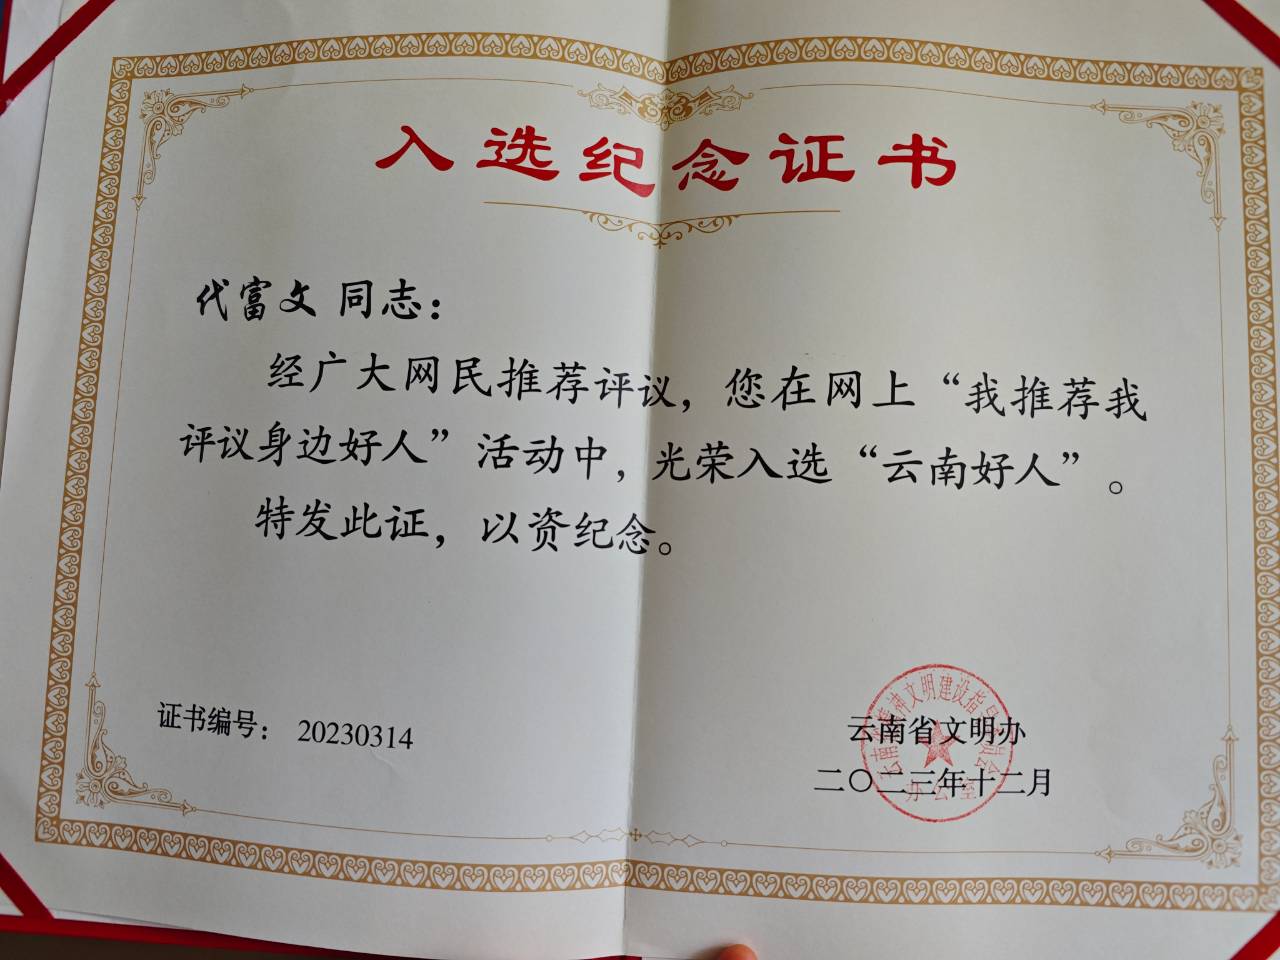 入选纪念证书
代富文 同志：
经广大网民推荐评议，您在网上“我推荐我
评议身边好人”活动中，光荣入选“云南好人”。
特发此证，以资纪念。
证书编号： 20230314
云南省文明办
二〇二三年十二月
办公室